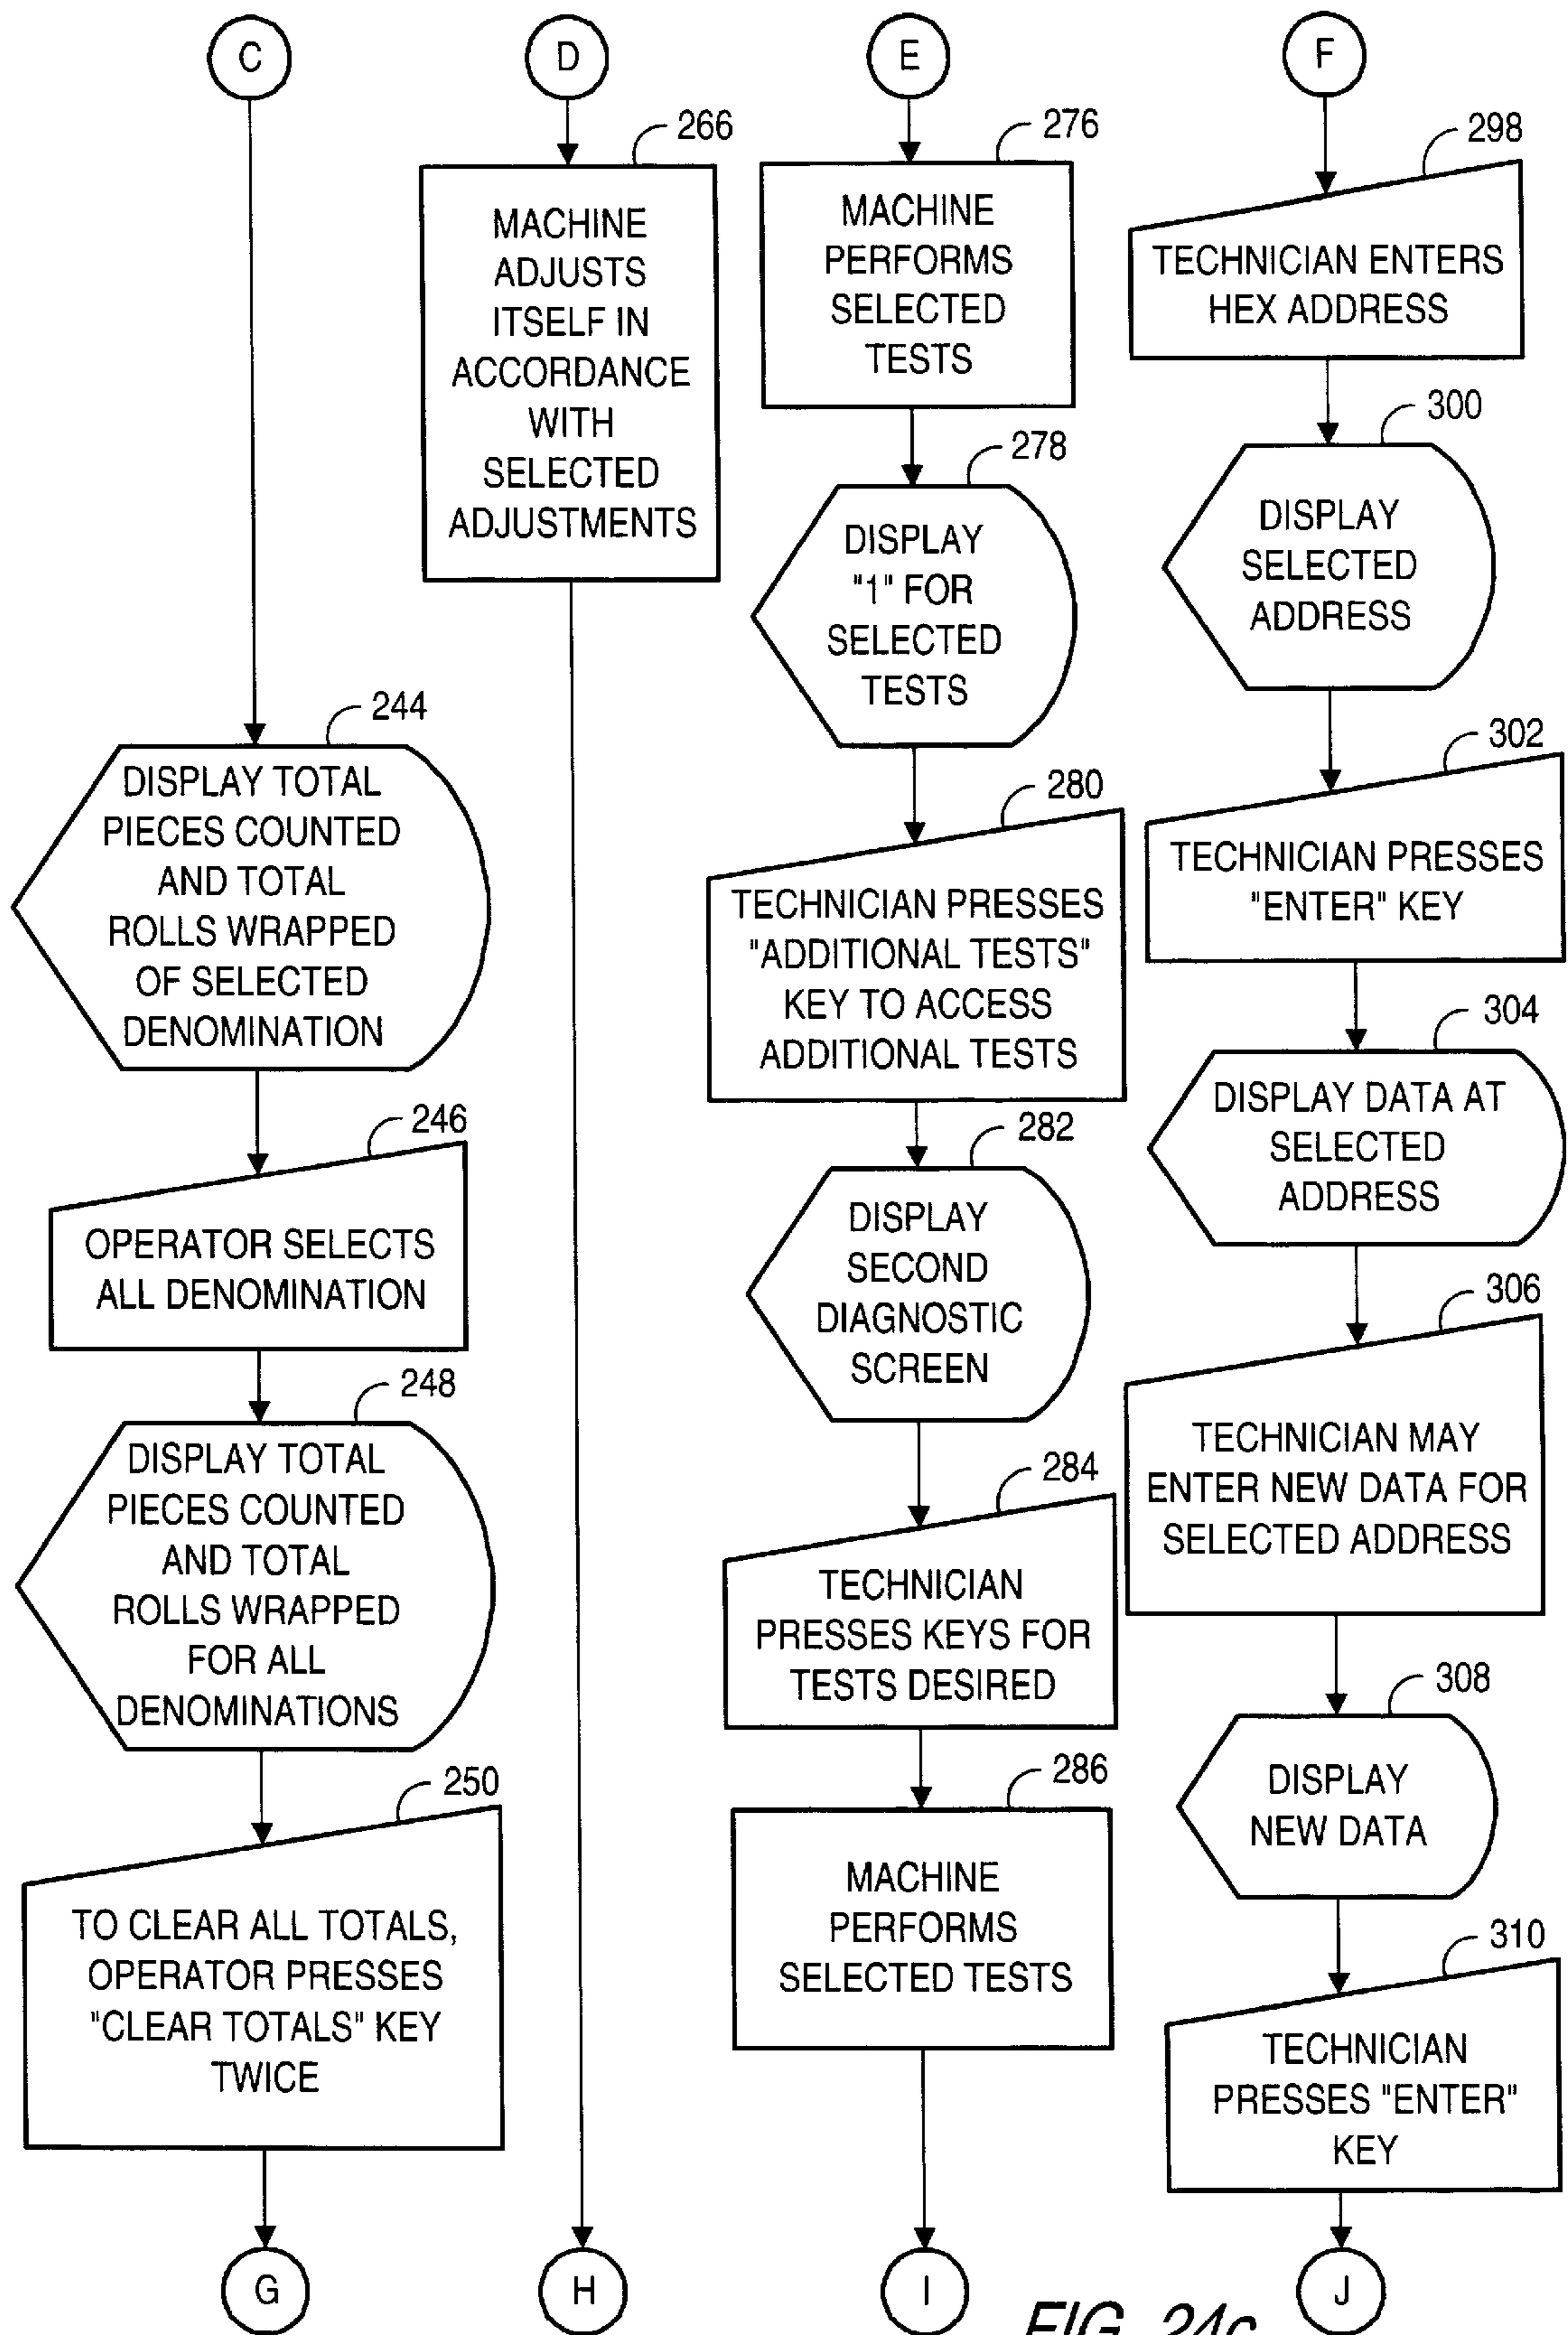 C
244
DISPLAY TOTAL
PIECES COUNTED
AND TOTAL
ROLLS WRAPPED
OF SELECTED
DENOMINATION
246
OPERATOR SELECTS
ALL DENOMINATION
248
DISPLAY TOTAL
PIECES COUNTED
AND TOTAL
ROLLS WRAPPED
FOR ALL
DENOMINATIONS
250
TO CLEAR ALL TOTALS,
OPERATOR PRESSES
"CLEAR TOTALS" KEY
TWICE
G
D
266
MACHINE
ADJUSTS
ITSELF IN
ACCORDANCE
WITH
SELECTED
ADJUSTMENTS
H
E
276
MACHINE
PERFORMS
SELECTED
TESTS
278
DISPLAY
"1" FOR
SELECTED
TESTS
280
TECHNICIAN PRESSES
"ADDITIONAL TESTS"
KEY TO ACCESS
ADDITIONAL TESTS
282
DISPLAY
SECOND
DIAGNOSTIC
SCREEN
284
TECHNICIAN
PRESSES KEYS FOR
TESTS DESIRED
286
MACHINE
PERFORMS
SELECTED TESTS
I
F
298
TECHNICIAN ENTERS
HEX ADDRESS
300
DISPLAY
SELECTED
ADDRESS
302
TECHNICIAN PRESSES
"ENTER" KEY
304
DISPLAY DATA AT
SELECTED
ADDRESS
306
TECHNICIAN MAY
ENTER NEW DATA FOR
SELECTED ADDRESS
308
DISPLAY
NEW DATA
310
TECHNICIAN
PRESSES "ENTER"
KEY
J
FIG. 24c